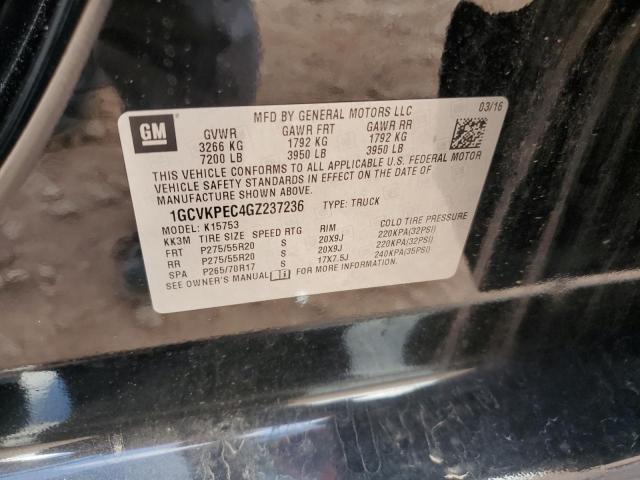 MFD BY GENERAL MOTORS LLC 03/16
GM
GVWR GAWR FRT GAWR RR
3266 KG 1792 KG 1792 KG
7200 LB 3950 LB 3950 LB
THIS VEHICLE CONFORMS TO ALL APPLICABLE U.S. FEDERAL MOTOR
VEHICLE SAFETY STANDARDS IN EFFECT ON THE DATE OF
MANUFACTURE SHOWN ABOVE.
1GCVKPEC4GZ237236 TYPE: TRUCK
MODEL: K15753
KK3M TIRE SIZE SPEED RTG RIM COLD TIRE PRESSURE
FRT P275/55R20 S 20X9J 220KPA(32PSI)
RR P275/55R20 S 20X9J 220KPA(32PSI)
SPA P265/70R17 S 17X7.5J 240KPA(35PSI)
SEE OWNER'S MANUAL